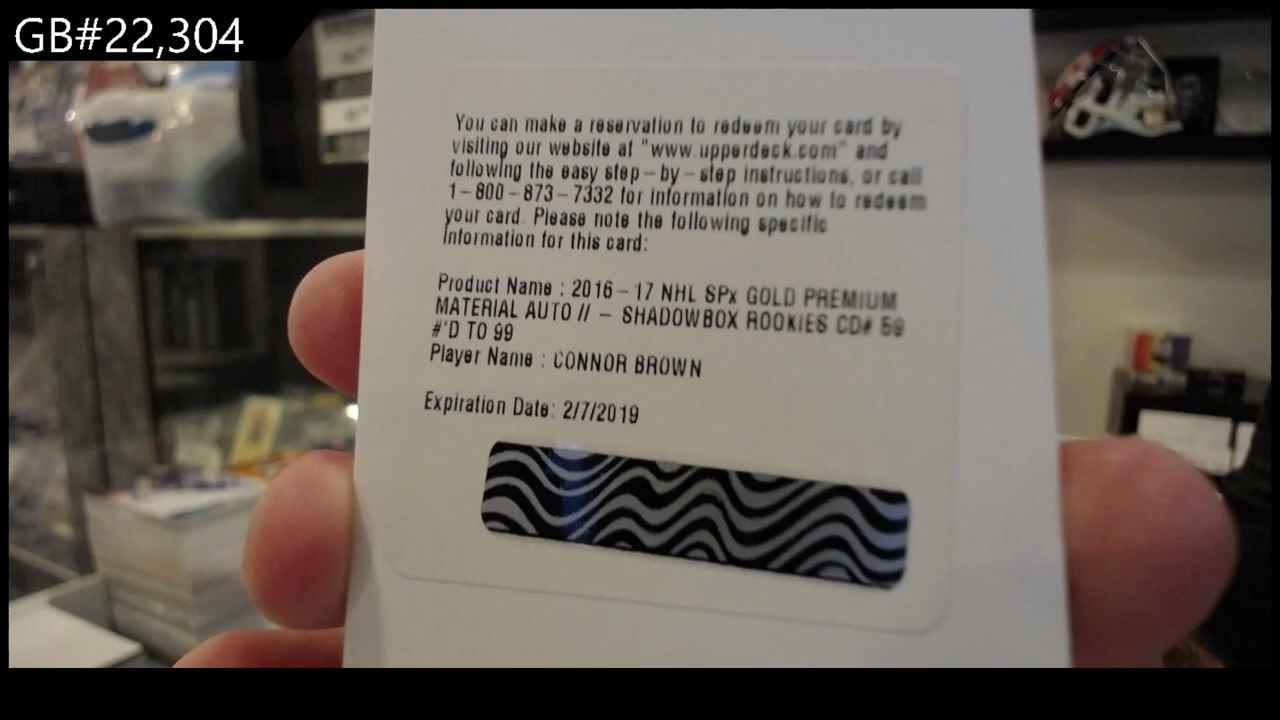 GB#22,304
You can make a reservation to redeem your card by
visiting our website at "www.upperdeck.com" and
following the easy step-by-step instructions, or call
1-800-873-7332 for information on how to redeem
your card. Please note the following specific
information for this card:
Product Name : 2016-17 NHL SPx GOLD PREMIUM
MATERIAL AUTO // - SHADOWBOX ROOKIES CD# 59
#'D TO 99
Player Name : CONNOR BROWN
Expiration Date: 2/7/2019